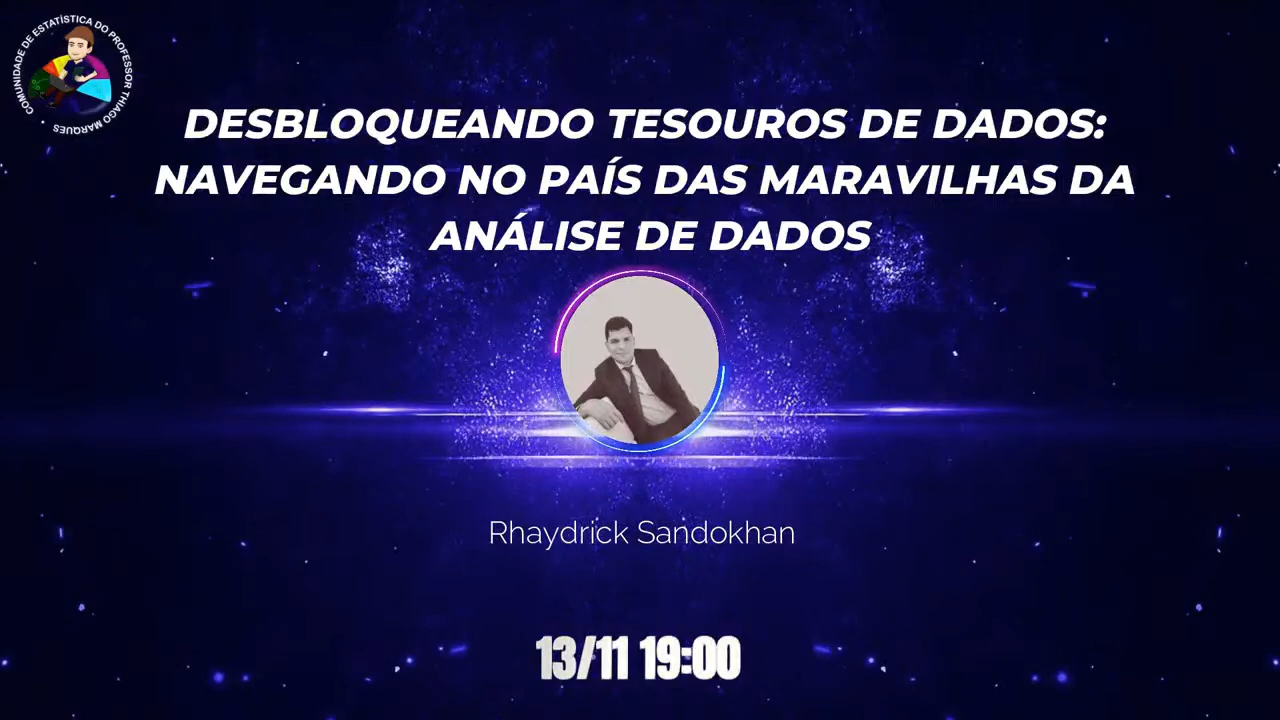 COMUNIDADE DE ESTATÍSTICA DO PROFESSOR THIAGO MARQUES •
DESBLOQUEANDO TESOUROS DE DADOS:
NAVEGANDO NO PAÍS DAS MARAVILHAS DA
ANÁLISE DE DADOS
Rhaydrick Sandokhan
13/11 19:00